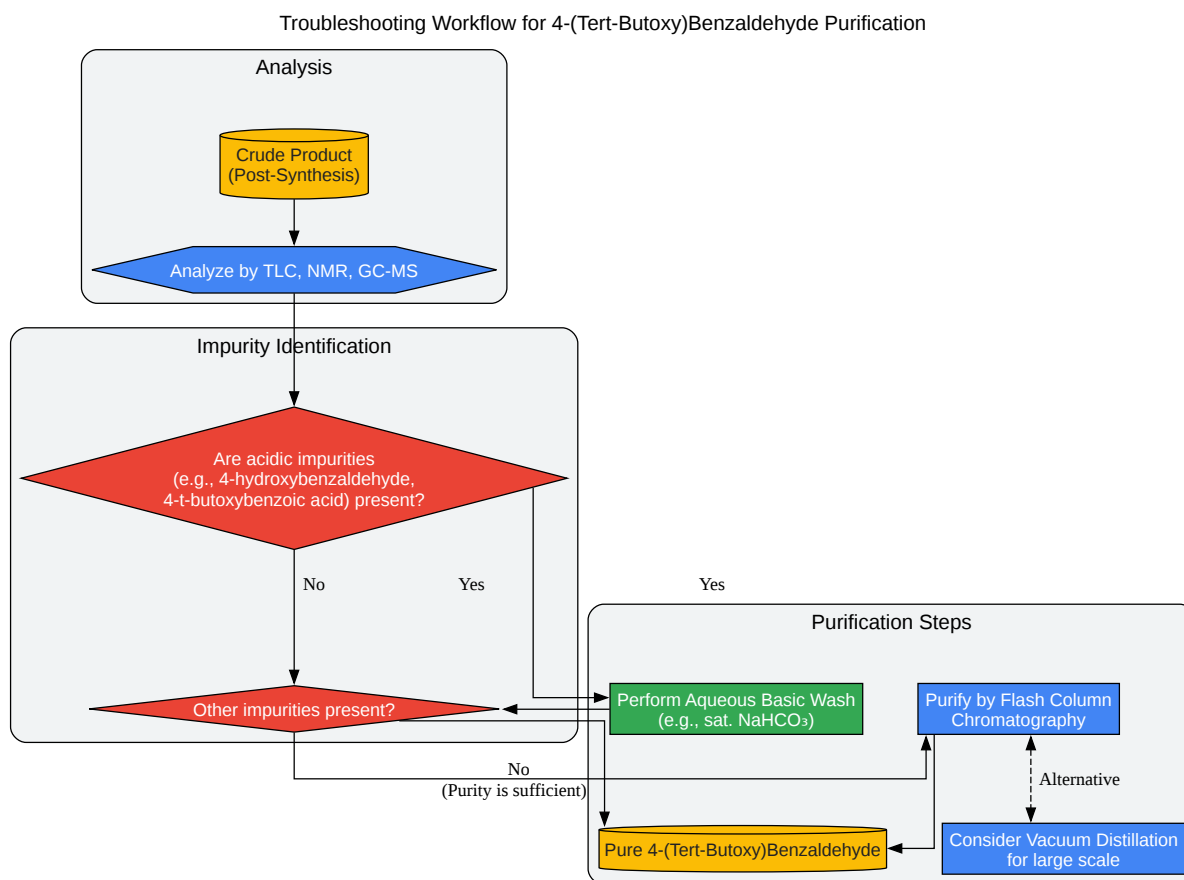 Troubleshooting Workflow for 4-(Tert-Butoxy)Benzaldehyde Purification
Analysis
Crude Product
(Post-Synthesis)
Analyze by TLC, NMR, GC-MS
Impurity Identification
Are acidic impurities
(e.g., 4-hydroxybenzaldehyde,
4-t-butoxybenzoic acid) present?
No
Yes
Yes
Purification Steps
Other impurities present?
Perform Aqueous Basic Wash
(e.g., sat. NaHCO₃)
Purify by Flash Column
Chromatography
No
(Purity is sufficient)
Alternative
Pure 4-(Tert-Butoxy)Benzaldehyde
Consider Vacuum Distillation
for large scale